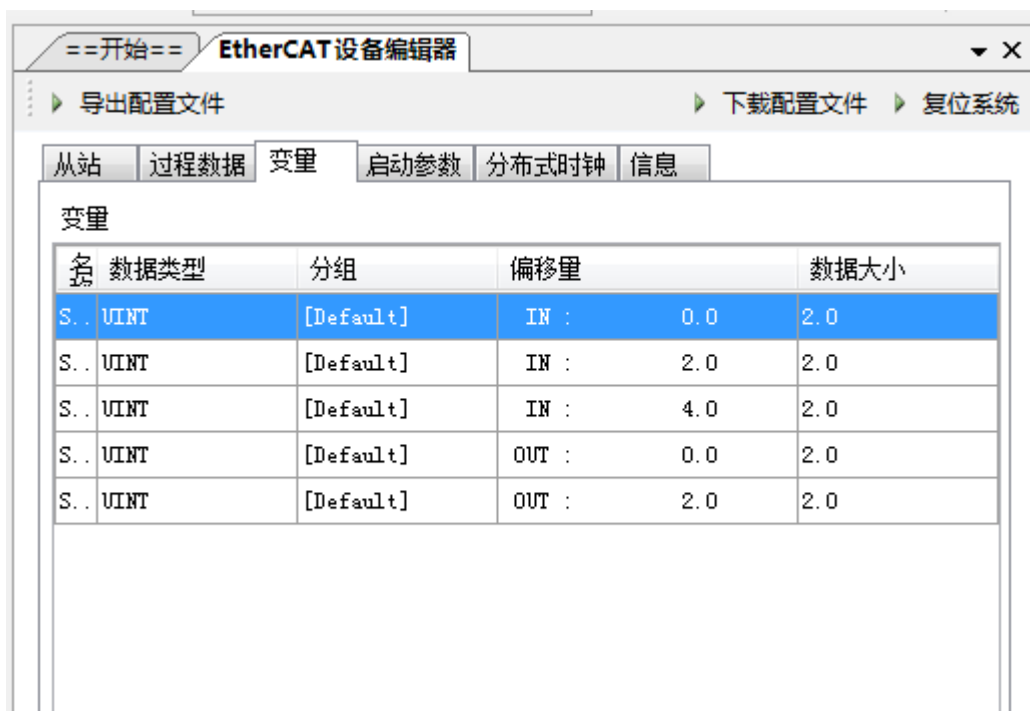 ==开始== EtherCAT设备编辑器
导出配置文件 下载配置文件 复位系统
从站 过程数据 变量 启动参数 分布式时钟 信息
变量
数据类型 分组 偏移量 数据大小
S.. UINT [Default] IN : 0.0 2.0
S.. UINT [Default] IN : 2.0 2.0
S.. UINT [Default] IN : 4.0 2.0
S.. UINT [Default] OUT : 0.0 2.0
S.. UINT [Default] OUT : 2.0 2.0